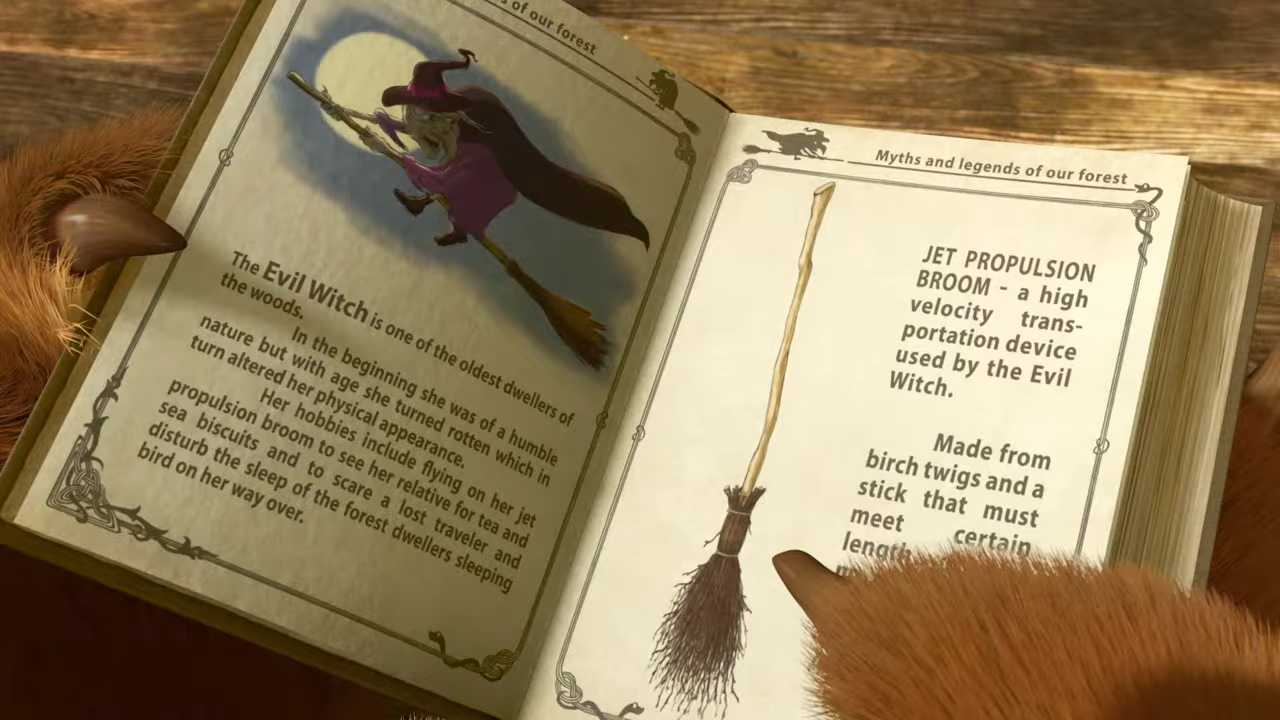 of our forest
The Evil Witch is one of the oldest dwellers of
the woods.
In the beginning she was of a humble
nature but with age she turned rotten which in
turn altered her physical appearance.
Her hobbies include flying on her jet
propulsion broom to see her relative for tea and
sea biscuits and to scare a lost traveler and
disturb the sleep of the forest dwellers sleeping
bird on her way over.
Myths and legends of our forest
JET PROPULSION
BROOM - a high
velocity trans-
portation device
used by the Evil
Witch.
Made from
birch twigs and a
stick that must
meet certain
length